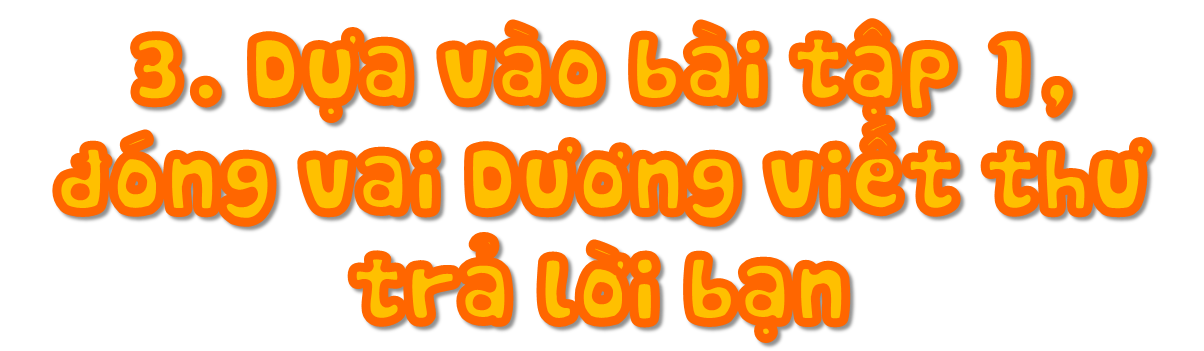 3. Dựa vào bài tập 1,
đóng vai Dương viết thư
trả lời bạn